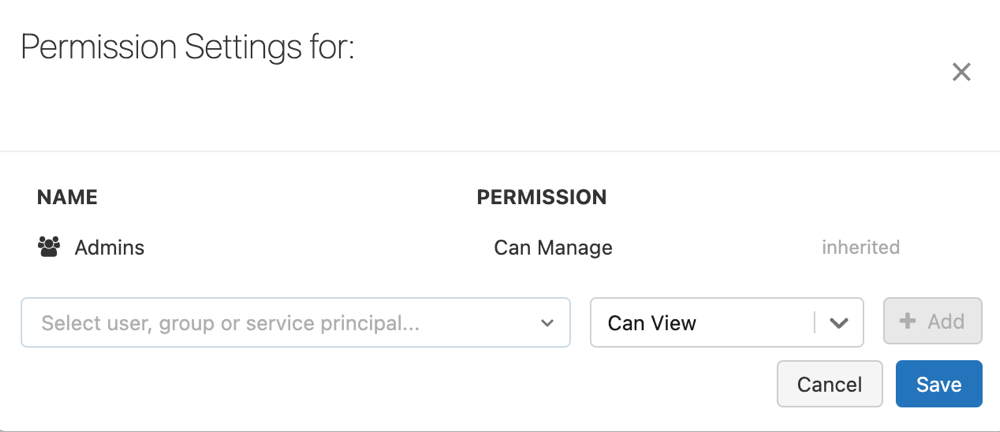 Permission Settings for:
NAME PERMISSION
Admins Can Manage inherited
Select user, group or service principal... Can View + Add
Cancel Save